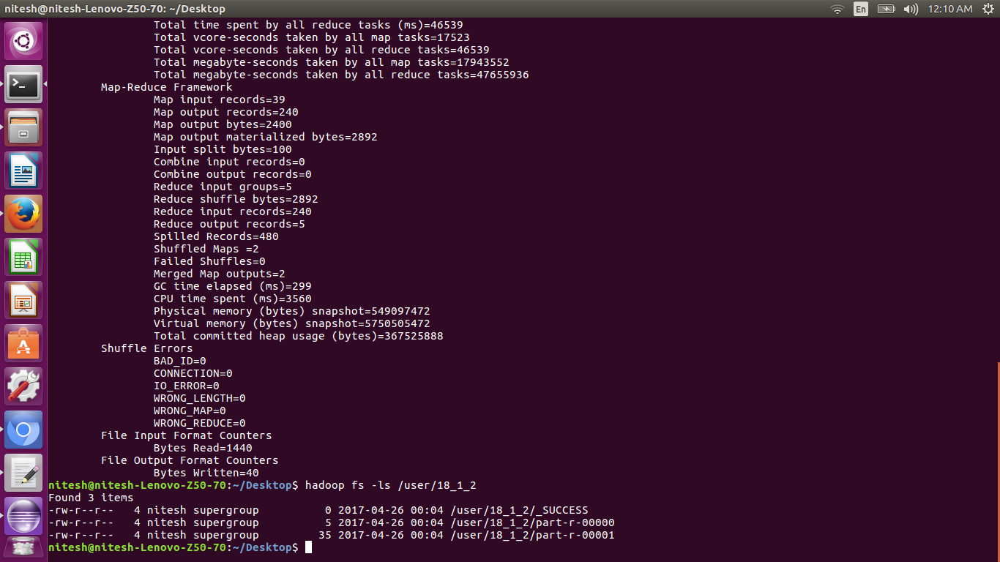 nitesh@nitesh-Lenovo-Z50-70: ~/Desktop
En
12:10 AM
Total time spent by all reduce tasks (ms)=46539
Total vcore-seconds taken by all map tasks=17523
Total vcore-seconds taken by all reduce tasks=46539
Total megabyte-seconds taken by all map tasks=17943552
Total megabyte-seconds taken by all reduce tasks=47655936
Map-Reduce Framework
Map input records=39
Map output records=240
Map output bytes=2400
Map output materialized bytes=2892
Input split bytes=100
Combine input records=0
Combine output records=0
Reduce input groups=5
Reduce shuffle bytes=2892
Reduce input records=240
Reduce output records=5
Spilled Records=480
Shuffled Maps =2
Failed Shuffles=0
Merged Map outputs=2
GC time elapsed (ms)=299
CPU time spent (ms)=3560
Physical memory (bytes) snapshot=549097472
Virtual memory (bytes) snapshot=5750505472
Total committed heap usage (bytes)=367525888
Shuffle Errors
BAD_ID=0
CONNECTION=0
IO_ERROR=0
WRONG_LENGTH=0
WRONG_MAP=0
WRONG_REDUCE=0
File Input Format Counters
Bytes Read=1440
File Output Format Counters
Bytes Written=40
nitesh@nitesh-Lenovo-Z50-70:~/Desktop$ hadoop fs -ls /user/18_1_2
Found 3 items
-rw-r--r--   4 nitesh supergroup          0 2017-04-26 00:04 /user/18_1_2/_SUCCESS
-rw-r--r--   4 nitesh supergroup          5 2017-04-26 00:04 /user/18_1_2/part-r-00000
-rw-r--r--   4 nitesh supergroup         35 2017-04-26 00:04 /user/18_1_2/part-r-00001
nitesh@nitesh-Lenovo-Z50-70:~/Desktop$